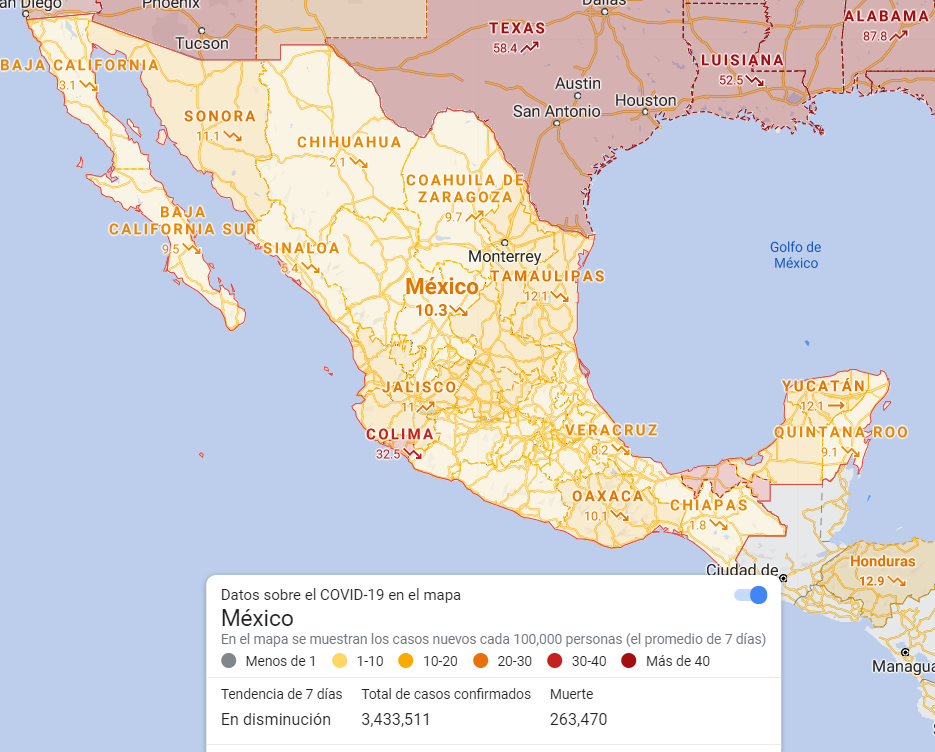 an Diego
Phoenix
Tucson
Dallas
TEXAS
58.4
ALABAMA
87.8
LUISIANA
52.5
Austin
San Antonio
Houston
BAJA CALIFORNIA
3.1
SONORA
11.1
CHIHUAHUA
2.1
COAHUILA DE
ZARAGOZA
9.7
BAJA
CALIFORNIA SUR
9.5
SINALOA
5.4
Monterrey
Golfo de
México
México
10.3
TAMAULIPAS
12.1
JALISCO
11
COLIMA
32.5
VERACRUZ
8.2
YUCATÁN
12.1
QUINTANA ROO
9.1
OAXACA
10.1
CHIAPAS
1.8
Ciudad de
Honduras
12.9
Managua
Datos sobre el COVID-19 en el mapa
México
En el mapa se muestran los casos nuevos cada 100,000 personas (el promedio de 7 días)
Menos de 1 1-10 10-20 20-30 30-40 Más de 40
Tendencia de 7 días Total de casos confirmados Muerte
En disminución 3,433,511 263,470